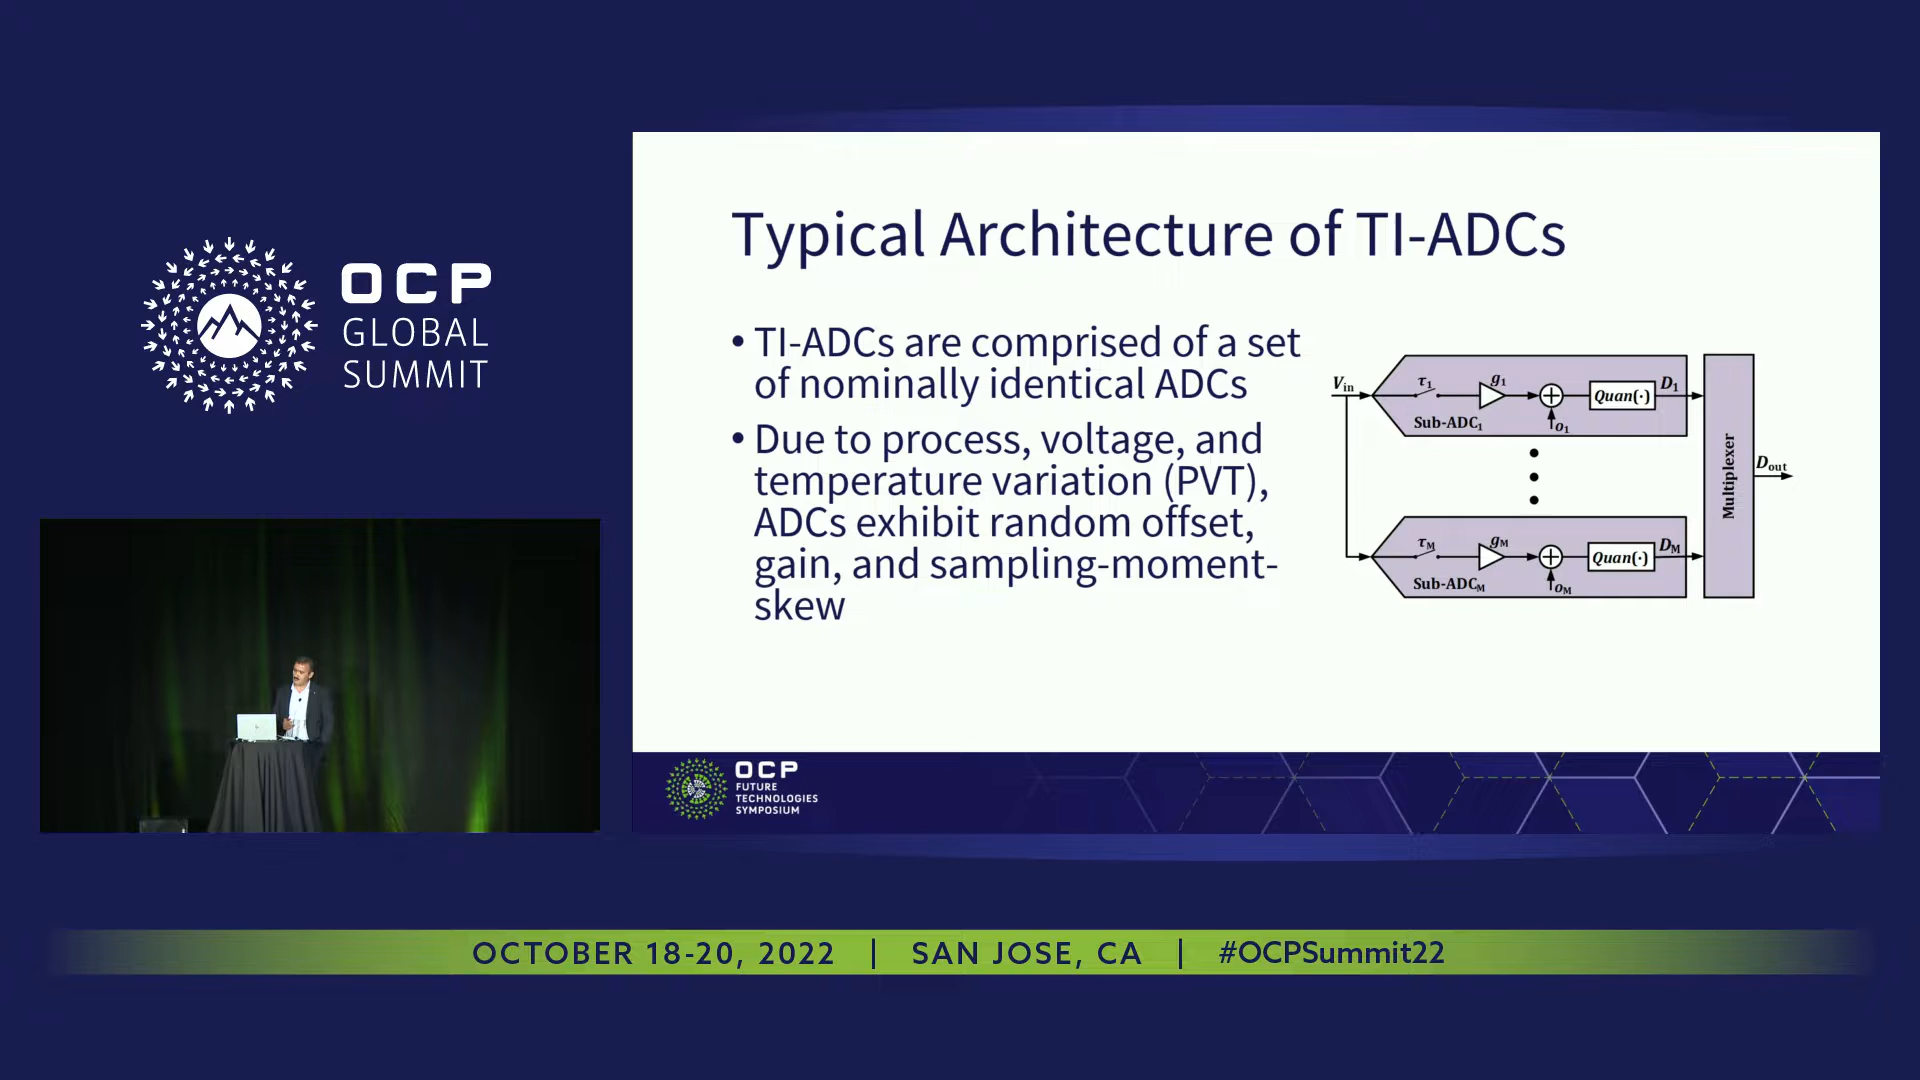 OCP
GLOBAL
SUMMIT
Typical Architecture of TI-ADCs
• TI-ADCs are comprised of a set
of nominally identical ADCs
• Due to process, voltage, and
temperature variation (PVT),
ADCs exhibit random offset,
gain, and sampling-moment-
skew
Vin
τ1
g1
D1
Quan(·)
Sub-ADC1
o1
τM
gM
DM
Quan(·)
Sub-ADCM
oM
Multiplexer
Dout
OCP
FUTURE
TECHNOLOGIES
SYMPOSIUM
OCTOBER 18-20, 2022 | SAN JOSE, CA | #OCPSummit22